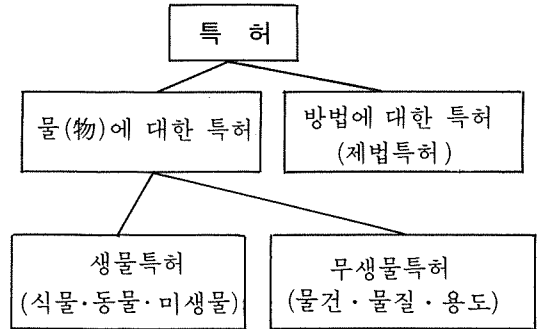 특 허
물(物)에 대한 특허
방법에 대한 특허
(제법특허)
생물특허
(식물·동물·미생물)
무생물특허
(물건·물질·용도)